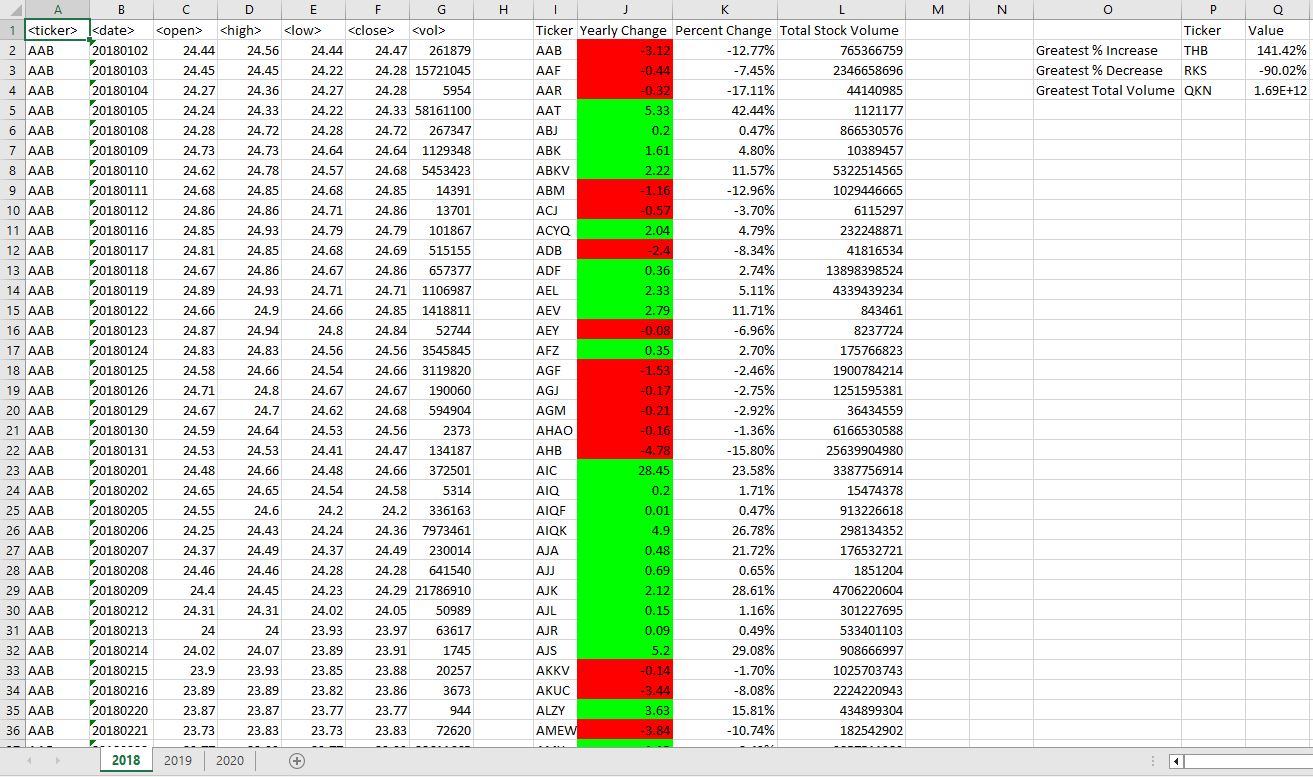 A B C D E F G H I J K L M N O P Q
1 <ticker> <date> <open> <high> <low> <close> <vol> Ticker Yearly Change Percent Change Total Stock Volume Ticker Value
2 AAB 20180102 24.44 24.56 24.44 24.47 261879 AAB -3.12 -12.77% 765366759 Greatest % Increase THB 141.42%
3 AAB 20180103 24.45 24.45 24.22 24.28 15721045 AAF -0.44 -7.45% 2346658696 Greatest % Decrease RKS -90.02%
4 AAB 20180104 24.27 24.36 24.27 24.28 5954 AAR -0.32 -17.11% 44140985 Greatest Total Volume QKN 1.69E+12
5 AAB 20180105 24.24 24.33 24.22 24.33 58161100 AAT 5.33 42.44% 1121177
6 AAB 20180108 24.28 24.72 24.28 24.72 267347 ABJ 0.2 0.47% 866530576
7 AAB 20180109 24.73 24.73 24.64 24.64 1129348 ABK 1.61 4.80% 10389457
8 AAB 20180110 24.62 24.78 24.57 24.68 5453423 ABKV 2.22 11.57% 5322514565
9 AAB 20180111 24.68 24.85 24.68 24.85 14391 ABM -1.16 -12.96% 1029446665
10 AAB 20180112 24.86 24.86 24.71 24.86 13701 ACJ -0.57 -3.70% 6115297
11 AAB 20180116 24.85 24.93 24.79 24.79 101867 ACYQ 2.04 4.79% 232248871
12 AAB 20180117 24.81 24.85 24.68 24.69 515155 ADB -2.4 -8.34% 41816534
13 AAB 20180118 24.67 24.86 24.67 24.86 657377 ADF 0.36 2.74% 13898398524
14 AAB 20180119 24.89 24.93 24.71 24.71 1106987 AEL 2.33 5.11% 4339439234
15 AAB 20180122 24.66 24.9 24.66 24.85 1418811 AEV 2.79 11.71% 843461
16 AAB 20180123 24.87 24.94 24.8 24.84 52744 AEY -0.08 -6.96% 8237724
17 AAB 20180124 24.83 24.83 24.56 24.56 3545845 AFZ 0.35 2.70% 175766823
18 AAB 20180125 24.58 24.66 24.54 24.66 3119820 AGF -1.53 -2.46% 1900784214
19 AAB 20180126 24.71 24.8 24.67 24.67 190060 AGJ -0.17 -2.75% 1251595381
20 AAB 20180129 24.67 24.7 24.62 24.68 594904 AGM -0.21 -2.92% 36434559
21 AAB 20180130 24.59 24.64 24.53 24.56 2373 AHAO -0.16 -1.36% 6166530588
22 AAB 20180131 24.53 24.53 24.41 24.47 134187 AHB -4.78 -15.80% 25639904980
23 AAB 20180201 24.48 24.66 24.48 24.66 372501 AIC 28.45 23.58% 3387756914
24 AAB 20180202 24.65 24.65 24.54 24.58 5314 AIQ 0.2 1.71% 15474378
25 AAB 20180205 24.55 24.6 24.2 24.2 336163 AIQF 0.01 0.47% 913226618
26 AAB 20180206 24.25 24.43 24.24 24.36 7973461 AIQK 4.9 26.78% 298134352
27 AAB 20180207 24.37 24.49 24.37 24.49 230014 AJA 0.48 21.72% 176532721
28 AAB 20180208 24.46 24.46 24.28 24.28 641540 AJJ 0.69 0.65% 1851204
29 AAB 20180209 24.4 24.45 24.23 24.29 21786910 AJK 2.12 28.61% 4706220604
30 AAB 20180212 24.31 24.31 24.02 24.05 50989 AJL 0.15 1.16% 301227695
31 AAB 20180213 24 24 23.93 23.97 63617 AJR 0.09 0.49% 533401103
32 AAB 20180214 24.02 24.07 23.89 23.91 1745 AJS 5.2 29.08% 908666997
33 AAB 20180215 23.9 23.93 23.85 23.88 20257 AKKV -0.14 -1.70% 1025703743
34 AAB 20180216 23.89 23.89 23.82 23.86 3673 AKUC -3.44 -8.08% 2224220943
35 AAB 20180220 23.87 23.87 23.77 23.77 944 ALZY 3.63 15.81% 434899304
36 AAB 20180221 23.73 23.83 23.73 23.83 72620 AMEW -3.84 -10.74% 182542902
2018 2019 2020